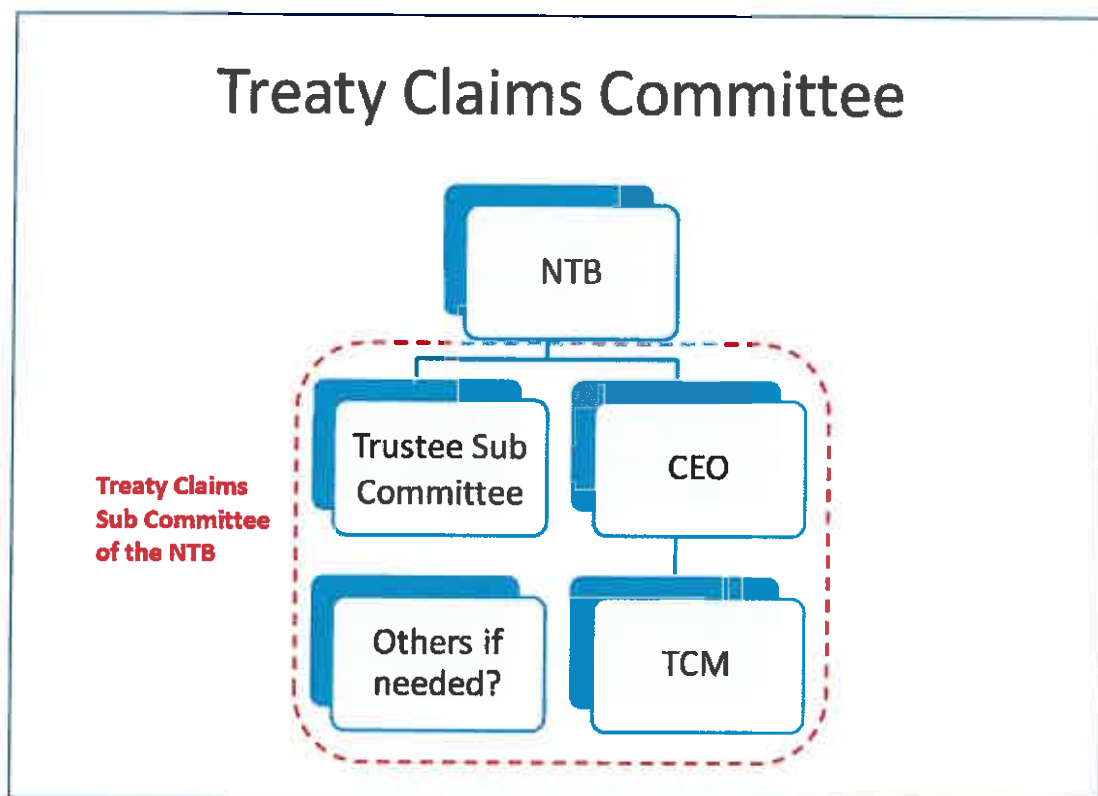 Treaty Claims Committee
NTB
Trustee Sub
Committee
CEO
Treaty Claims
Sub Committee
of the NTB
Others if
needed?
TCM